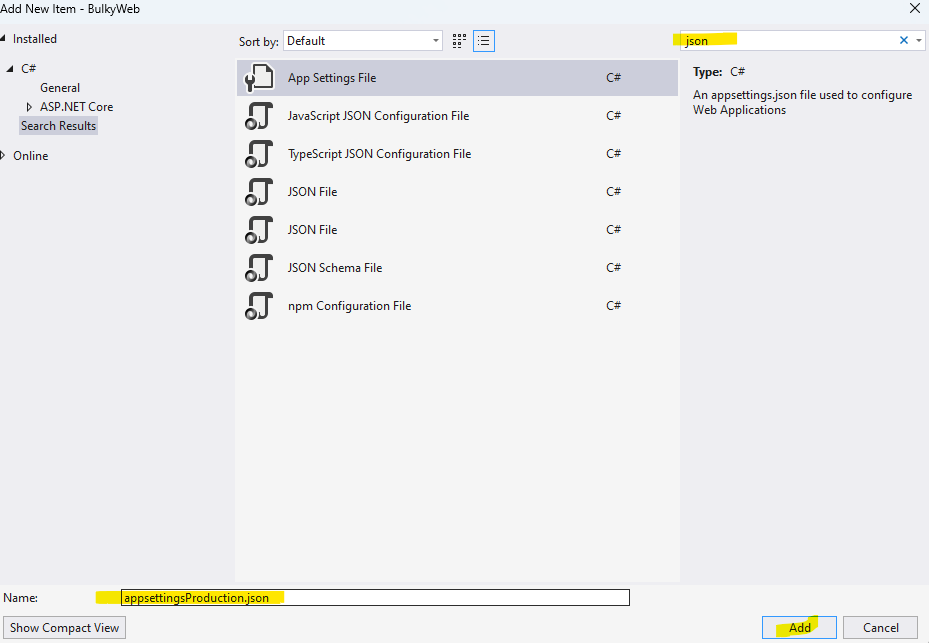 Add New Item - BulkyWeb
Installed
C#
General
ASP.NET Core
Search Results
Online
Sort by: Default
json
App Settings File C#
JavaScript JSON Configuration File C#
TypeScript JSON Configuration File C#
JSON File C#
JSON File C#
JSON Schema File C#
npm Configuration File C#
Type: C#
An appsettings.json file used to configure
Web Applications
Name: appsettingsProduction.json
Show Compact View
Add
Cancel